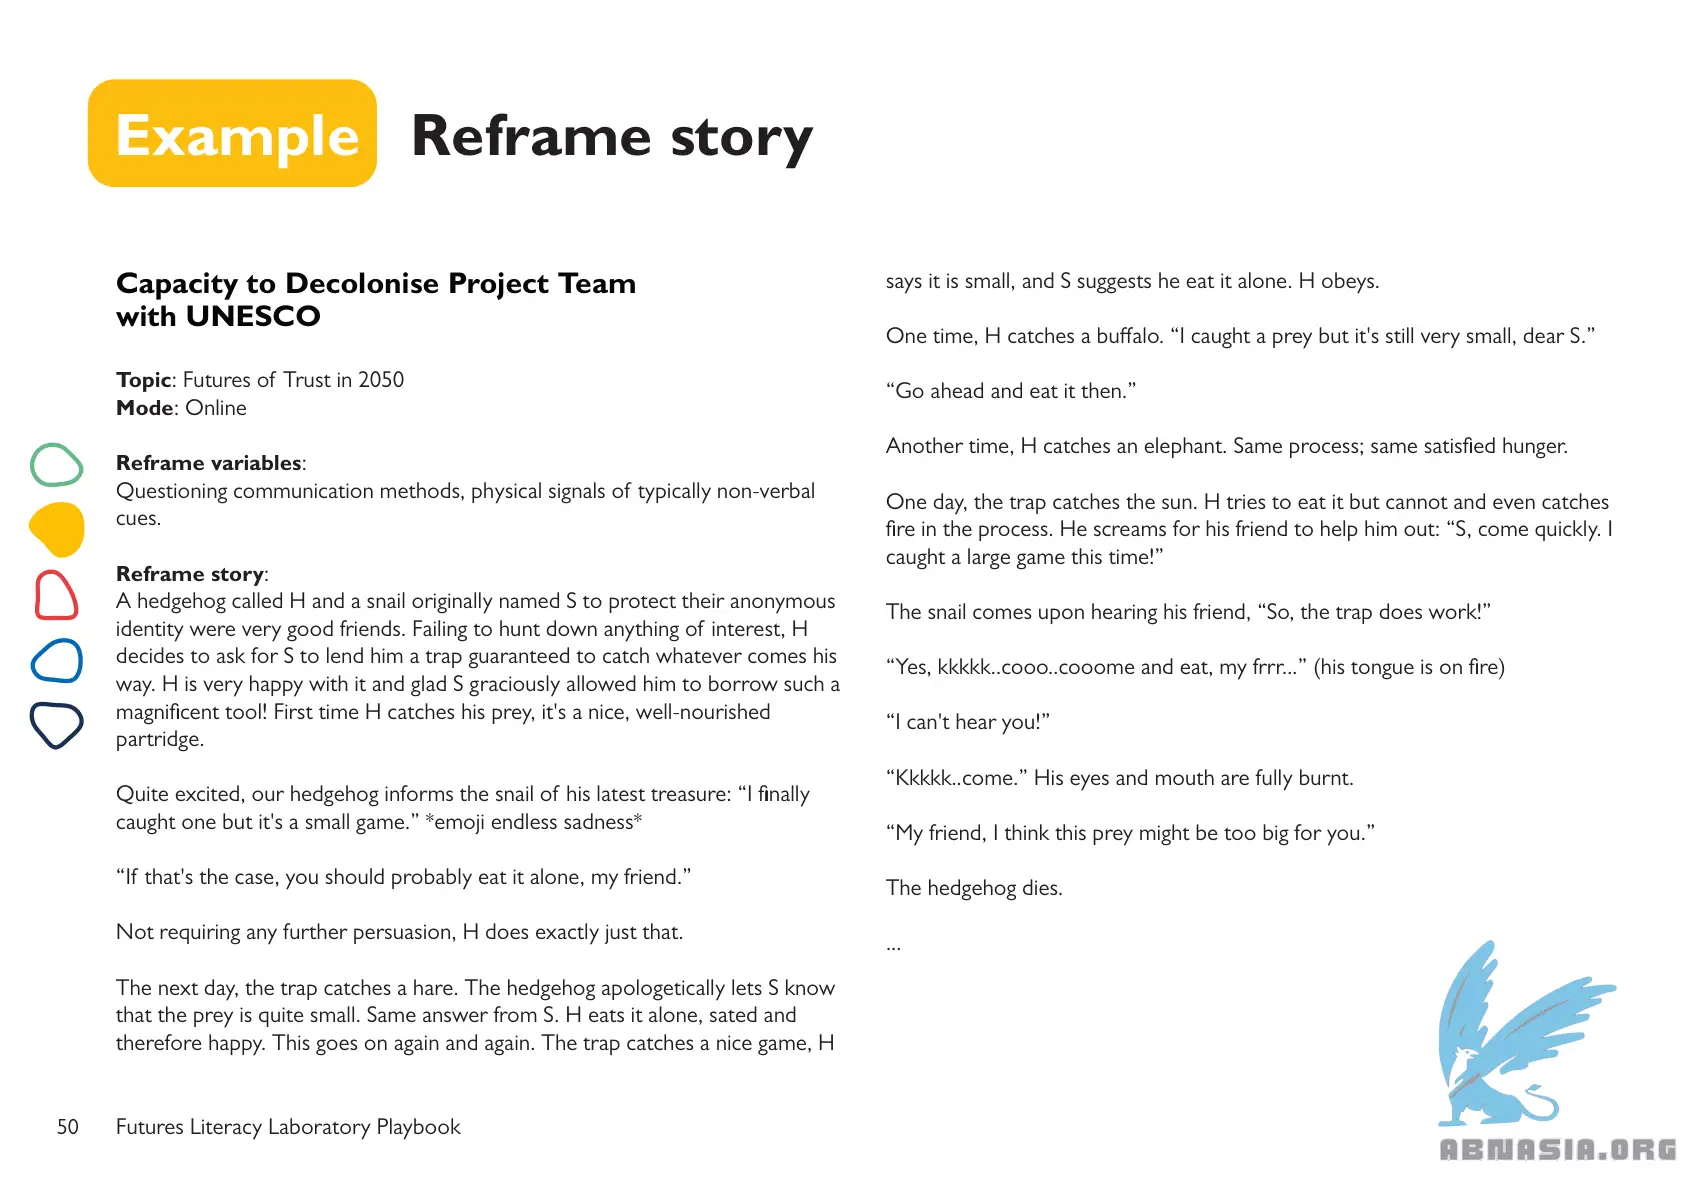 Example
Reframe story
Capacity to Decolonise Project Team
with UNESCO
Topic: Futures of Trust in 2050
Mode: Online
Reframe variables:
Questioning communication methods, physical signals of typically non-verbal
cues.
Reframe story:
A hedgehog called H and a snail originally named S to protect their anonymous
identity were very good friends. Failing to hunt down anything of interest, H
decides to ask for S to lend him a trap guaranteed to catch whatever comes his
way. H is very happy with it and glad S graciously allowed him to borrow such a
magnificent tool! First time H catches his prey, it's a nice, well-nourished
partridge.
Quite excited, our hedgehog informs the snail of his latest treasure: “I finally
caught one but it's a small game.” *emoji endless sadness*
“If that's the case, you should probably eat it alone, my friend.”
Not requiring any further persuasion, H does exactly just that.
The next day, the trap catches a hare. The hedgehog apologetically lets S know
that the prey is quite small. Same answer from S. H eats it alone, sated and
therefore happy. This goes on again and again. The trap catches a nice game, H
says it is small, and S suggests he eat it alone. H obeys.
One time, H catches a buffalo. “I caught a prey but it's still very small, dear S.”
“Go ahead and eat it then.”
Another time, H catches an elephant. Same process; same satisfied hunger.
One day, the trap catches the sun. H tries to eat it but cannot and even catches
fire in the process. He screams for his friend to help him out: “S, come quickly. I
caught a large game this time!”
The snail comes upon hearing his friend, “So, the trap does work!”
“Yes, kkkkk..cooo..cooome and eat, my frrr...” (his tongue is on fire)
“I can't hear you!”
“Kkkkk..come.” His eyes and mouth are fully burnt.
“My friend, I think this prey might be too big for you.”
The hedgehog dies.
...
50 Futures Literacy Laboratory Playbook
ABNASIA.ORG